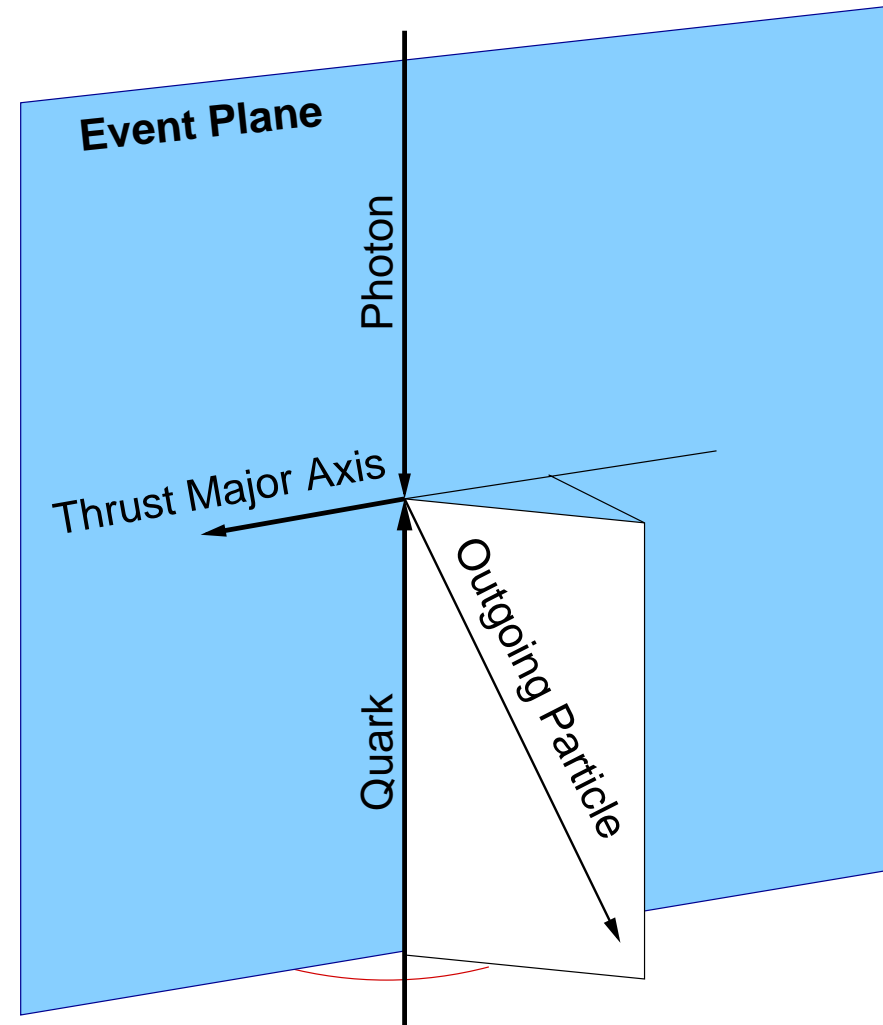 Event Plane
Photon
Thrust Major Axis
Outgoing Particle
Quark